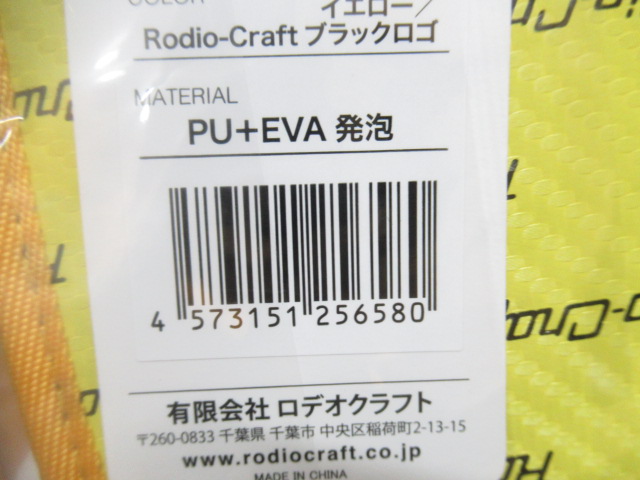 COLOR
イエロー／
Rodio-Craft ブラックロゴ
MATERIAL
PU+EVA 発泡
4 573151 256580
有限会社 ロデオクラフト
〒260-0833 千葉県 千葉市 中央区稲荷町2-13-15
www.rodiocraft.co.jp
MADE IN CHINA